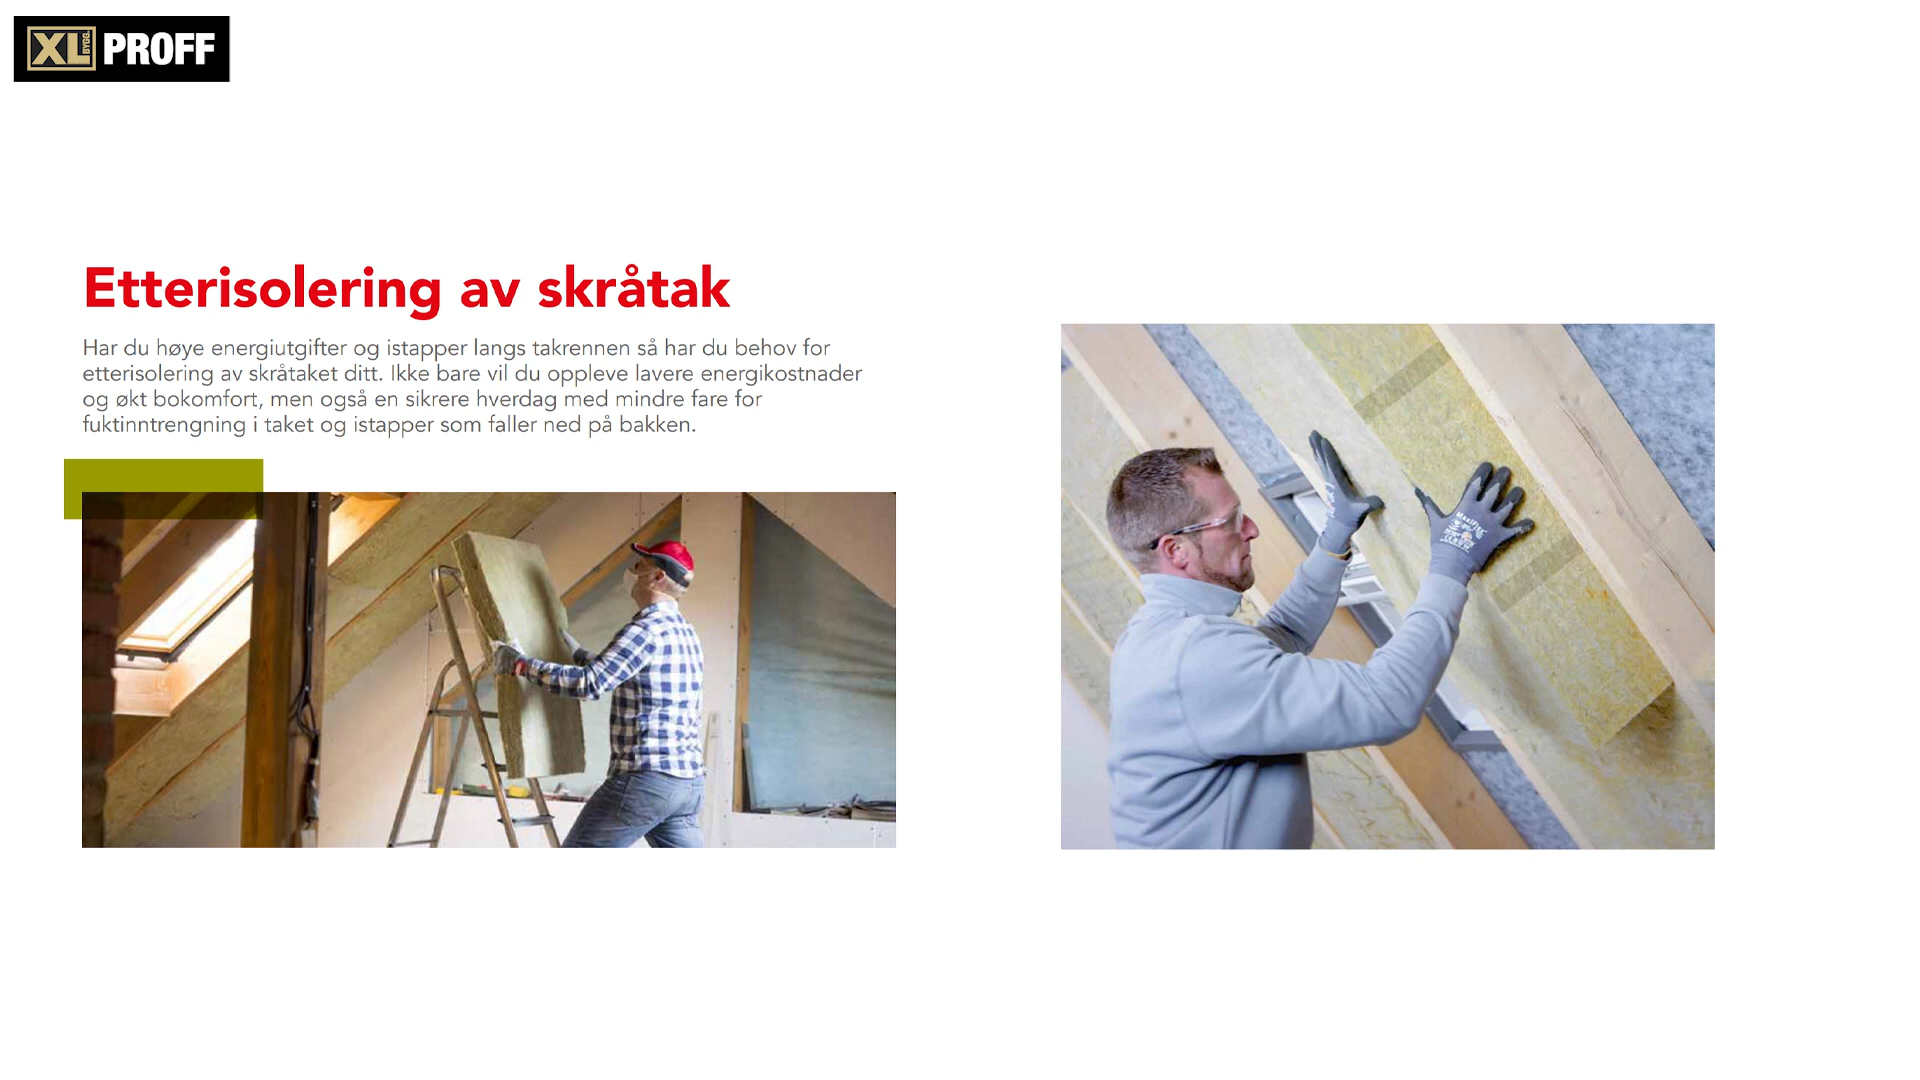 XL BYGG PROFF
Etterisolering av skråtak
Har du høye energiutgifter og istapper langs takrennen så har du behov for
etterisolering av skråtaket ditt. Ikke bare vil du oppleve lavere energikostnader
og økt bokomfort, men også en sikrere hverdag med mindre fare for
fuktinntrengning i taket og istapper som faller ned på bakken.
MaxiFlex